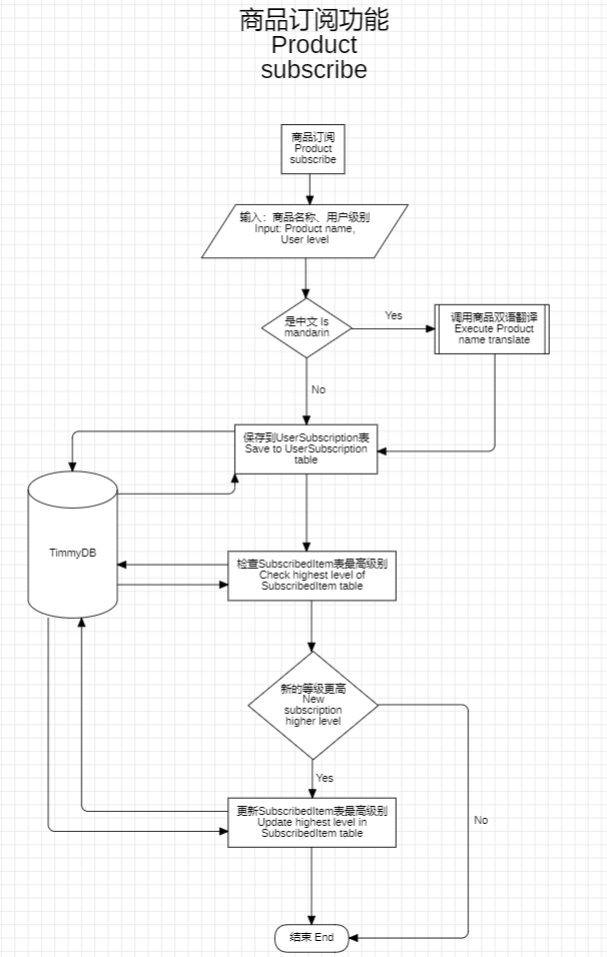 商品订阅功能
Product
subscribe
商品订阅
Product
subscribe
输入：商品名称、用户级别
Input: Product name,
User level
是中文 Is
mandarin
Yes
调用商品双语翻译
Execute Product
name translate
No
保存到UserSubscription表
Save to UserSubscription
table
TimmyDB
检查SubscribedItem表最高级别
Check highest level of
SubscribedItem table
新的等级更高
New
subscription
higher level
Yes
更新SubscribedItem表最高级别
Update highest level in
SubscribedItem table
No
结束 End